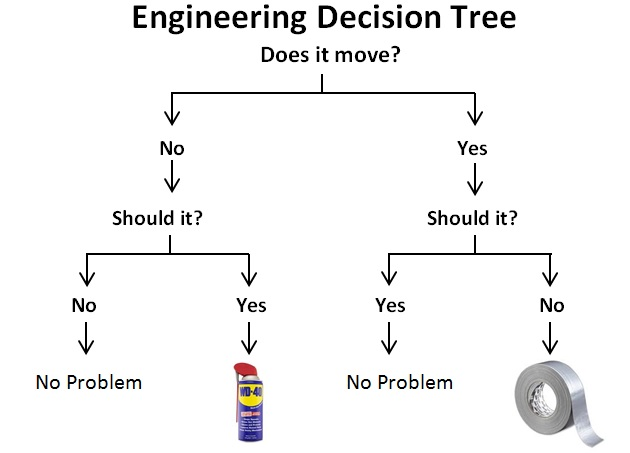 Engineering Decision Tree
Does it move?
No Yes
Should it? Should it?
No Yes Yes No
No Problem No Problem
WD-40